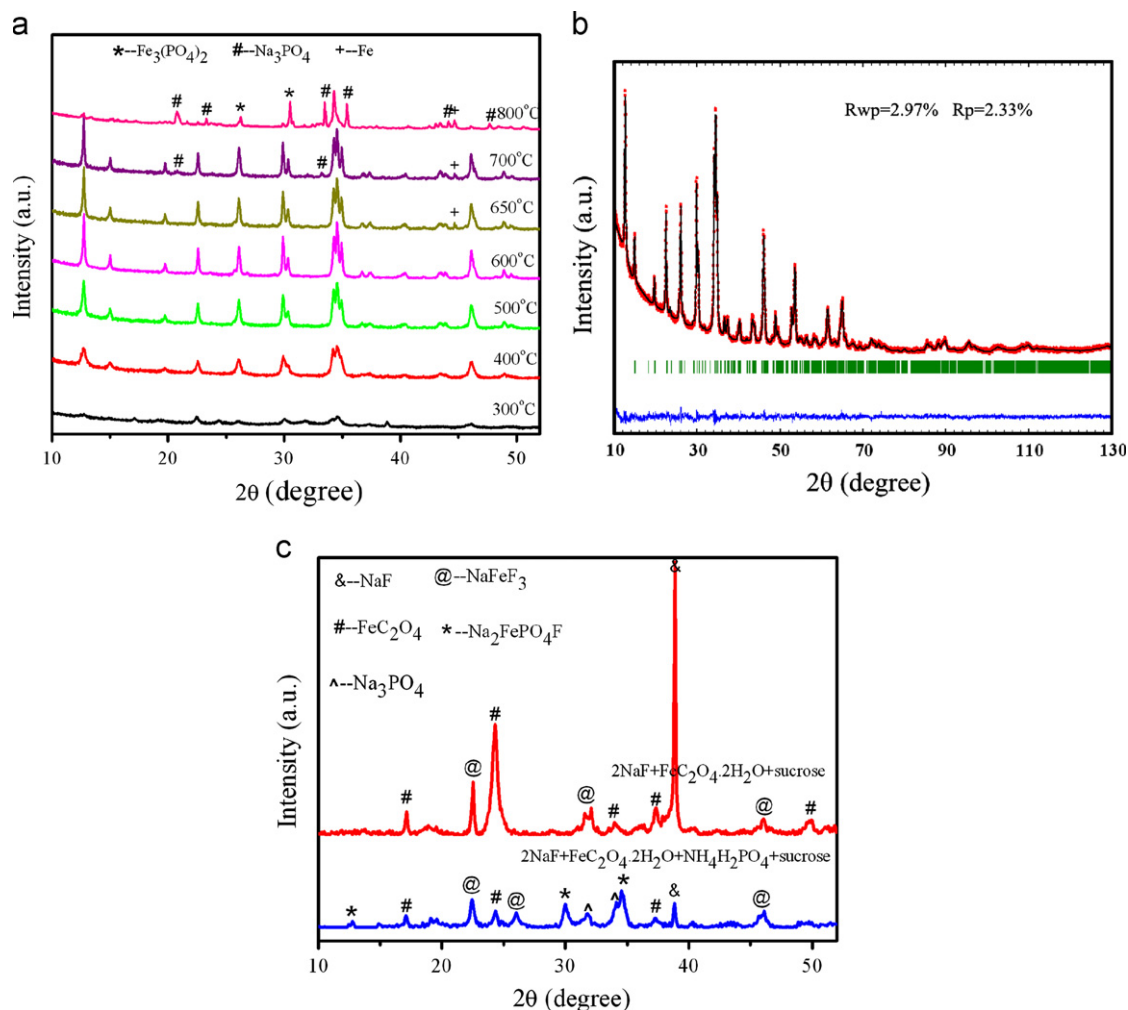 a
*--Fe3(PO4)2 #--Na3PO4 +--Fe
# # * * # # # + # 800°C
# # + 700°C
+ 650°C
600°C
500°C
400°C
300°C
Intensity (a.u.)
10 20 30 40 50
2θ (degree)
b
Rwp=2.97% Rp=2.33%
Intensity (a.u.)
10 30 50 70 90 110 130
2θ (degree)
c
&--NaF @--NaFeF3
#--FeC2O4 *--Na2FePO4F
^--Na3PO4
&
#
@
2NaF+FeC2O4.2H2O+sucrose
# @ # # @ #
2NaF+FeC2O4.2H2O+NH4H2PO4+sucrose
* # @ # @ * ^ ^ * # & @
Intensity (a.u.)
10 20 30 40 50
2θ (degree)